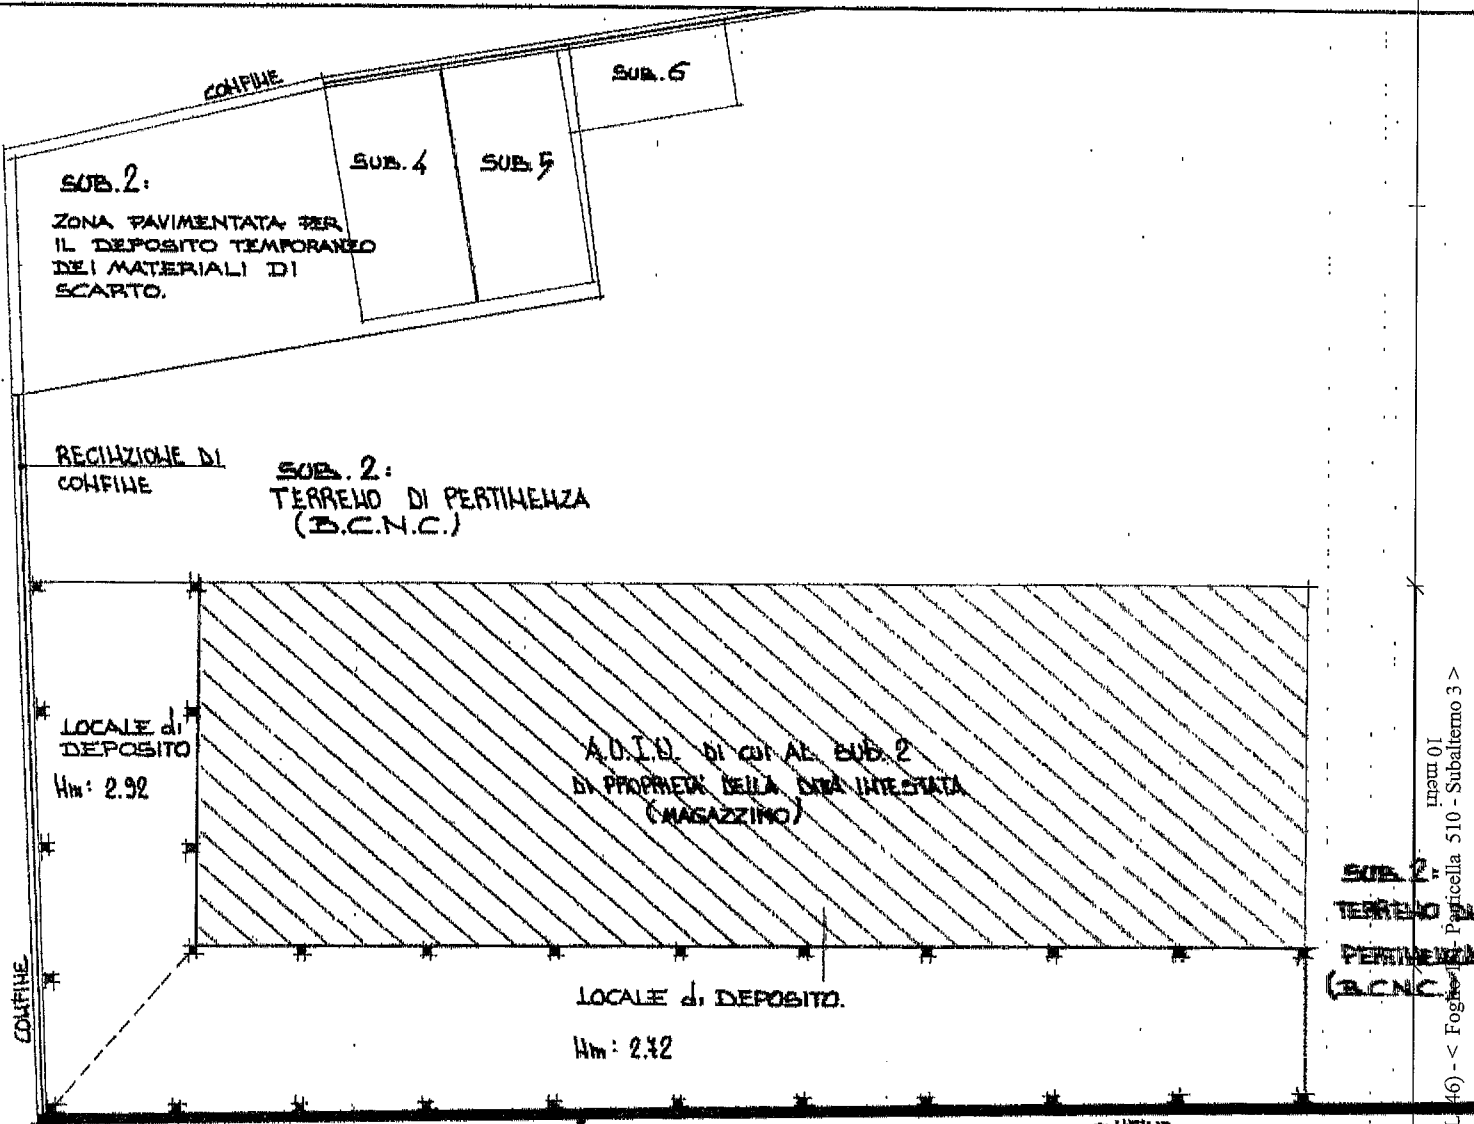 CONFINE
SUB. 6
SUB. 4
SUB. 5
SUB. 2:
ZONA PAVIMENTATA PER
IL DEPOSITO TEMPORANEO
DEI MATERIALI DI
SCARTO.
RECINZIONE DI
CONFINE
SUB. 2:
TERRENO DI PERTINENZA
(B.C.N.C.)
LOCALE di
DEPOSITO
Hm: 2.92
A.U.I.U. DI CUI AL SUB. 2
DI PROPRIETA' DELLA DITTA INTESTATA
(MAGAZZINO)
SUB. 2:
TERRENO
PERTINENZA
(B.C.N.C.
LOCALE di DEPOSITO.
Hm: 2.72
CONFINE
10 metri
46) - < Foglio - Particella 510 - Subalterno 3 >